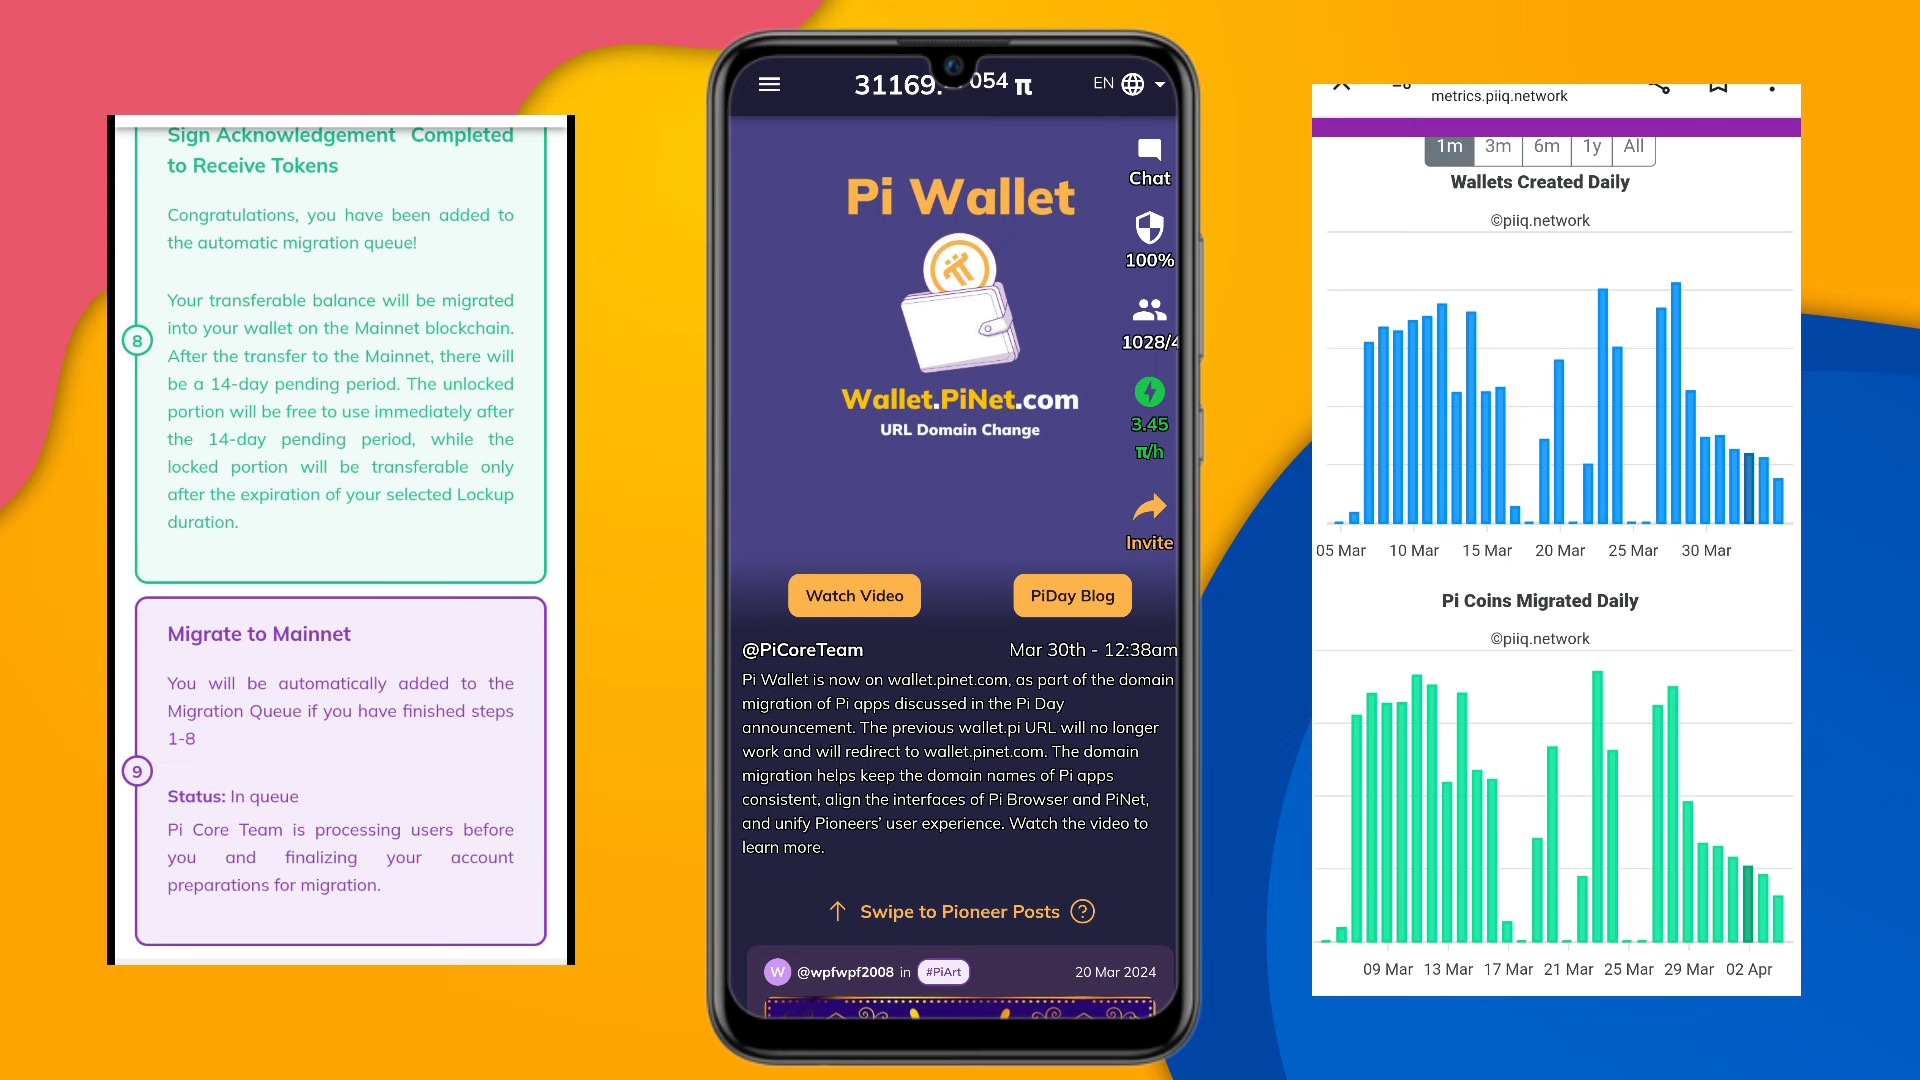 Sign Acknowledgement Completed
to Receive Tokens
Congratulations, you have been added to
the automatic migration queue!
Your transferable balance will be migrated
into your wallet on the Mainnet blockchain.
After the transfer to the Mainnet, there will
be a 14-day pending period. The unlocked
portion will be free to use immediately after
the 14-day pending period, while the
locked portion will be transferable only
after the expiration of your selected Lockup
duration.
8
Migrate to Mainnet
You will be automatically added to the
Migration Queue if you have finished steps
1-8
9
Status: In queue
Pi Core Team is processing users before
you and finalizing your account
preparations for migration.
31169. 054 π
EN
Pi Wallet
Wallet.PiNet.com
URL Domain Change
Chat
100%
1028/4
3.45
π/h
Invite
Watch Video
PiDay Blog
@PiCoreTeam
Mar 30th - 12:38am
Pi Wallet is now on wallet.pinet.com, as part of the domain
migration of Pi apps discussed in the Pi Day
announcement. The previous wallet.pi URL will no longer
work and will redirect to wallet.pinet.com. The domain
migration helps keep the domain names of Pi apps
consistent, align the interfaces of Pi Browser and PiNet,
and unify Pioneers' user experience. Watch the video to
learn more.
Swipe to Pioneer Posts ?
W @wpfwpf2008 in #PiArt 20 Mar 2024
metrics.piiq.network
1m 3m 6m 1y All
Wallets Created Daily
©piiq.network
05 Mar 10 Mar 15 Mar 20 Mar 25 Mar 30 Mar
Pi Coins Migrated Daily
©piiq.network
09 Mar 13 Mar 17 Mar 21 Mar 25 Mar 29 Mar 02 Apr